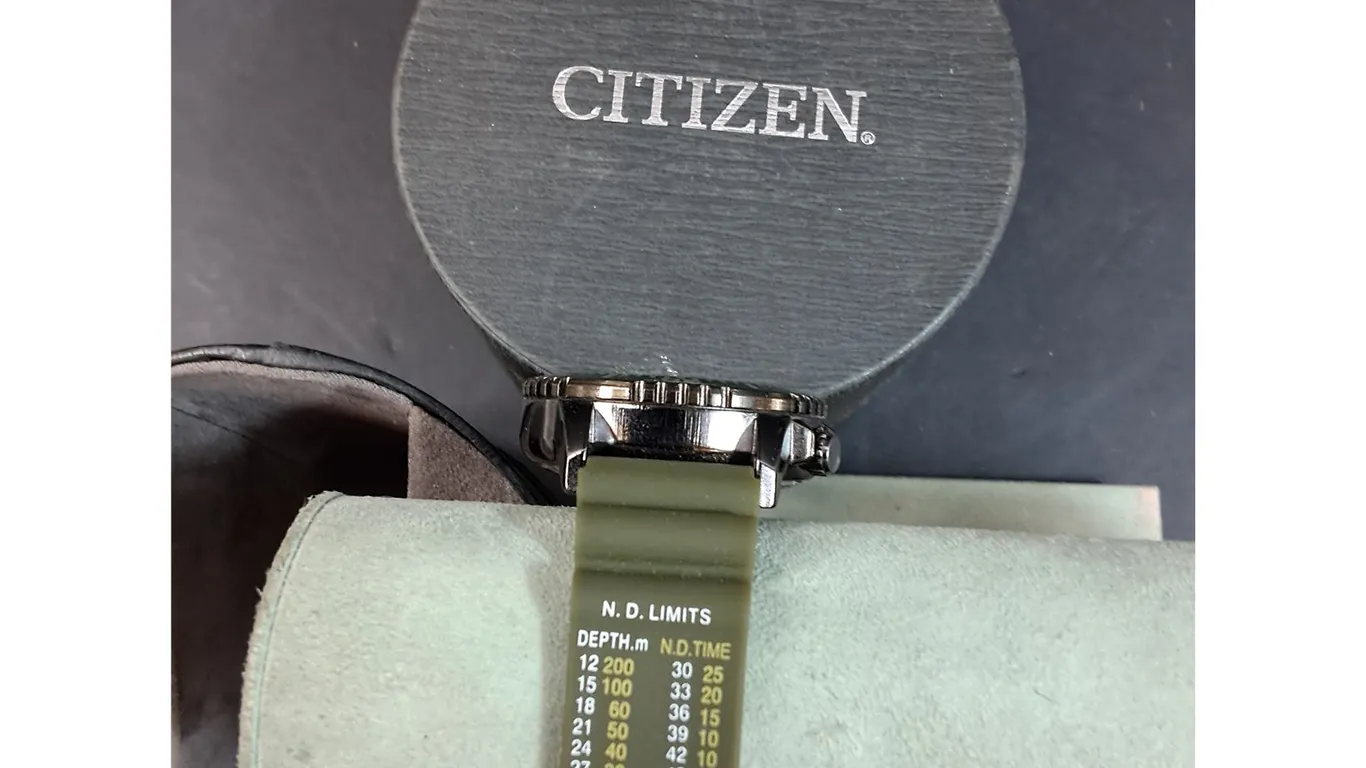 CITIZEN®
N. D. LIMITS
DEPTH.m N.D.TIME
12 200 30 25
15 100 33 20
18 60 36 15
21 50 39 10
24 40 42 10